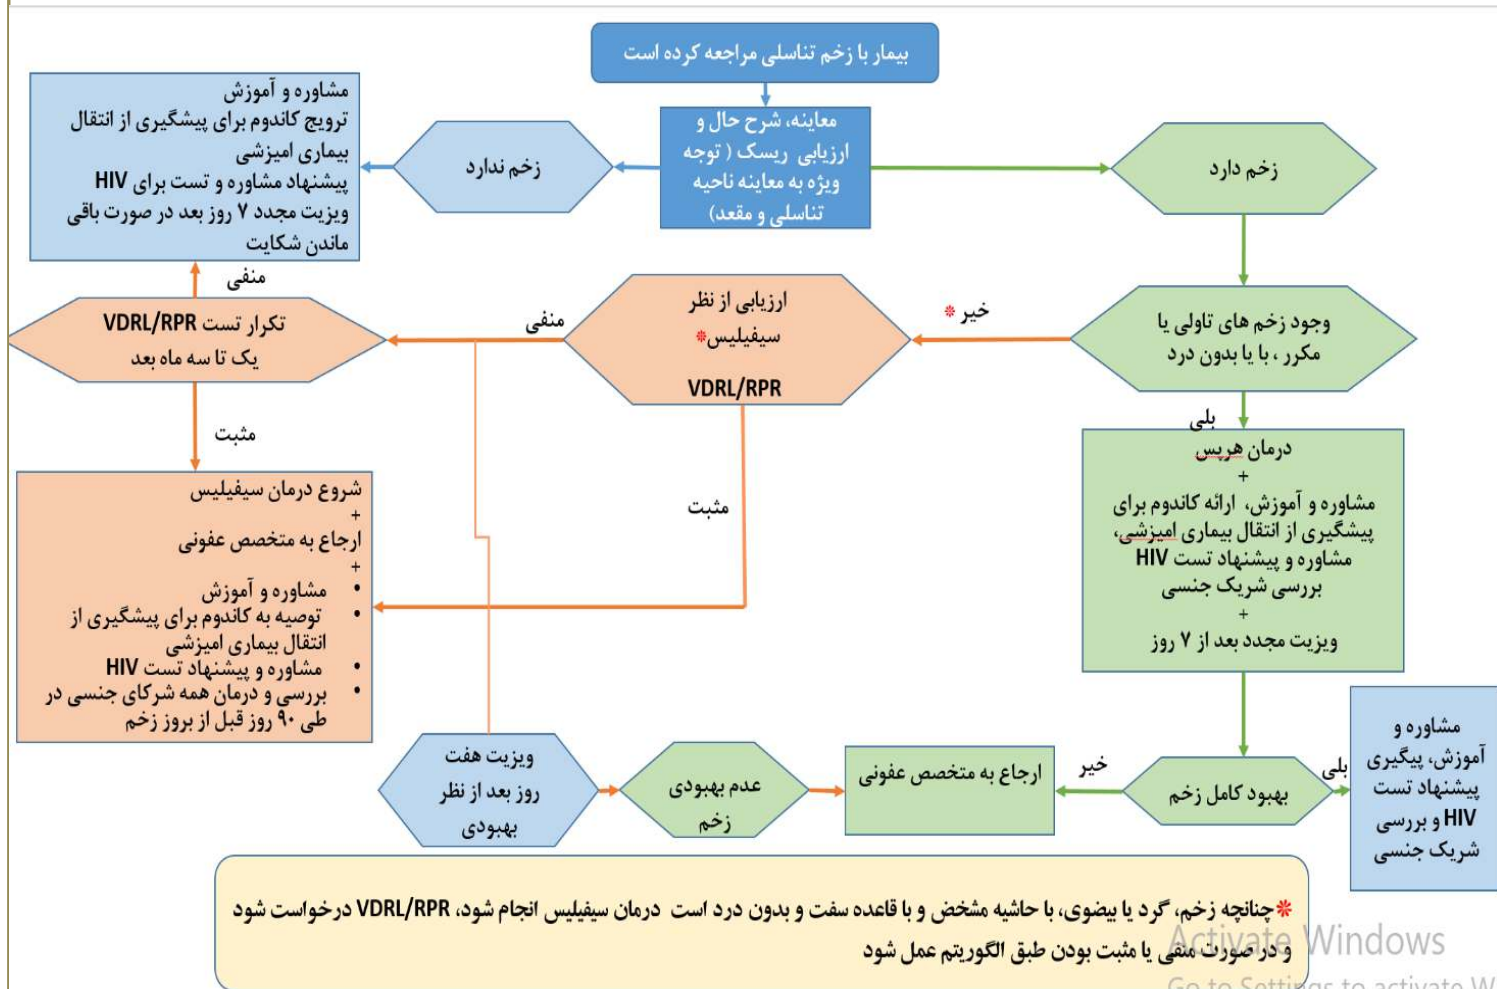 بیمار با زخم تناسلی مراجعه کرده است
معاینه، شرح حال و
ارزیابی ریسک ( توجه
ویژه به معاینه ناحیه
تناسلی و مقعد)
زخم دارد
زخم ندارد
مشاوره و آموزش
ترویج کاندوم برای پیشگیری از انتقال
بیماری امیزشی
پیشنهاد مشاوره و تست برای HIV
ویزیت مجدد ۷ روز بعد در صورت باقی
ماندن شکایت
وجود زخم های تاولی یا
مکرر ، با یا بدون درد
خیر *
ارزیابی از نظر
سیفیلیس*
VDRL/RPR
منفی
تکرار تست VDRL/RPR
یک تا سه ماه بعد
منفی
مثبت
مثبت
شروع درمان سیفیلیس
+
ارجاع به متخصص عفونی
+
• مشاوره و آموزش
• توصیه به کاندوم برای پیشگیری از
انتقال بیماری امیزشی
• مشاوره و پیشنهاد تست HIV
• بررسی و درمان همه شرکای جنسی در
طی ۹۰ روز قبل از بروز زخم
بلی
درمان هرپس
+
مشاوره و آموزش، ارائه کاندوم برای
پیشگیری از انتقال بیماری امیزشی،
مشاوره و پیشنهاد تست HIV
بررسی شریک جنسی
+
ویزیت مجدد بعد از ۷ روز
بهبود کامل زخم
بلی
مشاوره و
آموزش، پیگیری
پیشنهاد تست
HIV و بررسی
شریک جنسی
خیر
ارجاع به متخصص عفونی
عدم بهبودی
زخم
ویزیت هفت
روز بعد از نظر
بهبودی
*چنانچه زخم، گرد یا بیضوی، با حاشیه مشخص و با قاعده سفت و بدون درد است درمان سیفیلیس انجام شود، VDRL/RPR درخواست شود
و در صورت منفی یا مثبت بودن طبق الگوریتم عمل شود
Activate Windows
Go to Settings to activate W